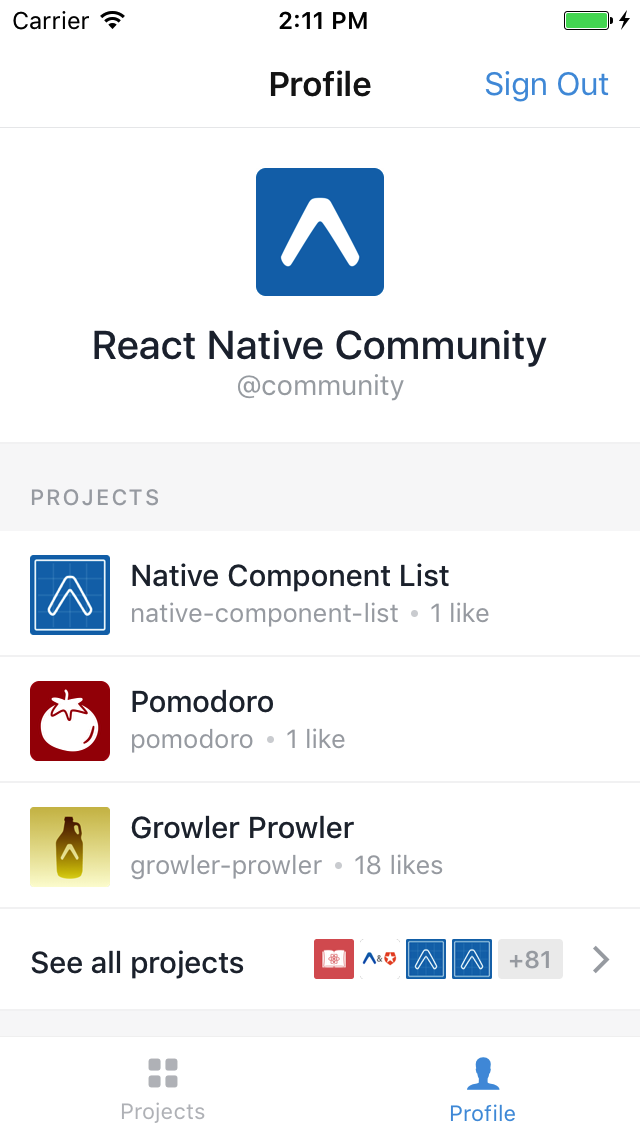 Carrier 2:11 PM
Profile Sign Out
React Native Community
@community
PROJECTS
Native Component List
native-component-list • 1 like
Pomodoro
pomodoro • 1 like
Growler Prowler
growler-prowler • 18 likes
See all projects & +81
Projects Profile